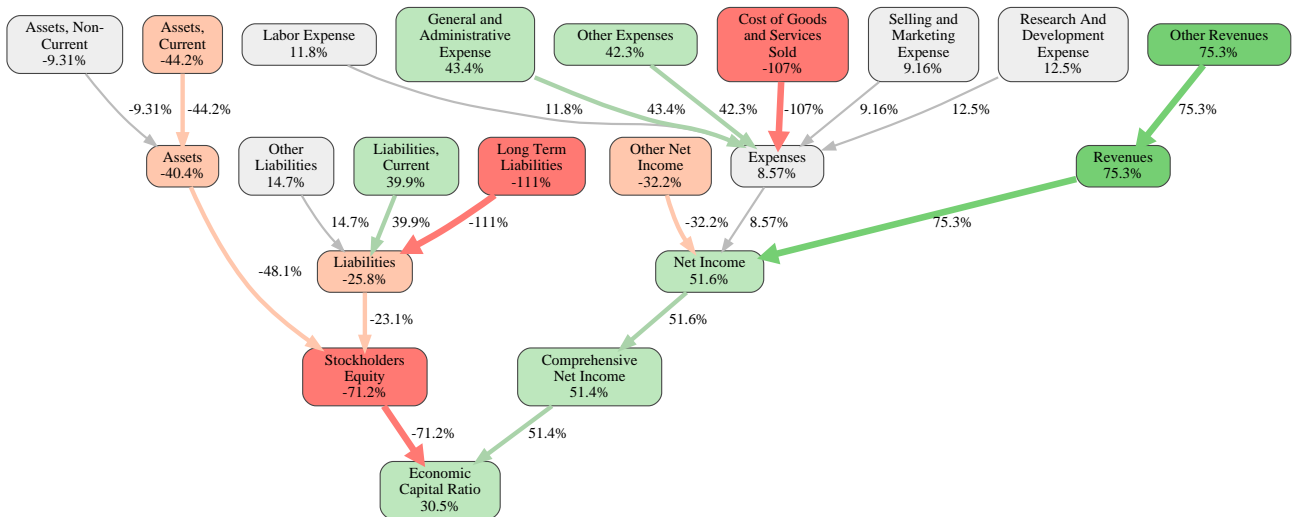 Assets, Non-
Current
-9.31%
Assets,
Current
-44.2%
Labor Expense
11.8%
General and
Administrative
Expense
43.4%
Other Expenses
42.3%
Cost of Goods
and Services
Sold
-107%
Selling and
Marketing
Expense
9.16%
Research And
Development
Expense
12.5%
Other Revenues
75.3%
-9.31%
-44.2%
11.8%
43.4%
42.3%
-107%
9.16%
12.5%
75.3%
Assets
-40.4%
Other
Liabilities
14.7%
Liabilities,
Current
39.9%
Long Term
Liabilities
-111%
Other Net
Income
-32.2%
Expenses
8.57%
Revenues
75.3%
14.7%
39.9%
-111%
-32.2%
8.57%
75.3%
-48.1%
Liabilities
-25.8%
Net Income
51.6%
-23.1%
51.6%
Stockholders
Equity
-71.2%
Comprehensive
Net Income
51.4%
-71.2%
51.4%
Economic
Capital Ratio
30.5%